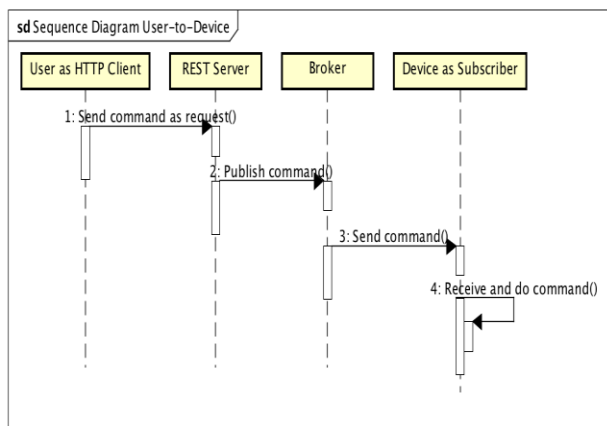 sd Sequence Diagram User-to-Device
User as HTTP Client
REST Server
Broker
Device as Subscriber
1: Send command as request()
2: Publish command()
3: Send command()
4: Receive and do command()